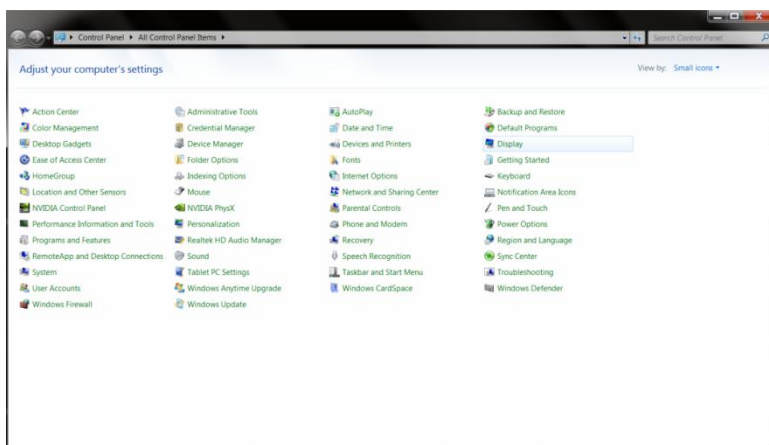 Control Panel All Control Panel Items Search Control Panel
Adjust your computer's settings View by: Small icons
Action Center Administrative Tools AutoPlay Backup and Restore
Color Management Credential Manager Date and Time Default Programs
Desktop Gadgets Device Manager Devices and Printers Display
Ease of Access Center Folder Options Fonts Getting Started
HomeGroup Indexing Options Internet Options Keyboard
Location and Other Sensors Mouse Network and Sharing Center Notification Area Icons
NVIDIA Control Panel NVIDIA PhysX Parental Controls Pen and Touch
Performance Information and Tools Personalization Phone and Modem Power Options
Programs and Features Realtek HD Audio Manager Recovery Region and Language
RemoteApp and Desktop Connections Sound Speech Recognition Sync Center
System Tablet PC Settings Taskbar and Start Menu Troubleshooting
User Accounts Windows Anytime Upgrade Windows CardSpace Windows Defender
Windows Firewall Windows Update